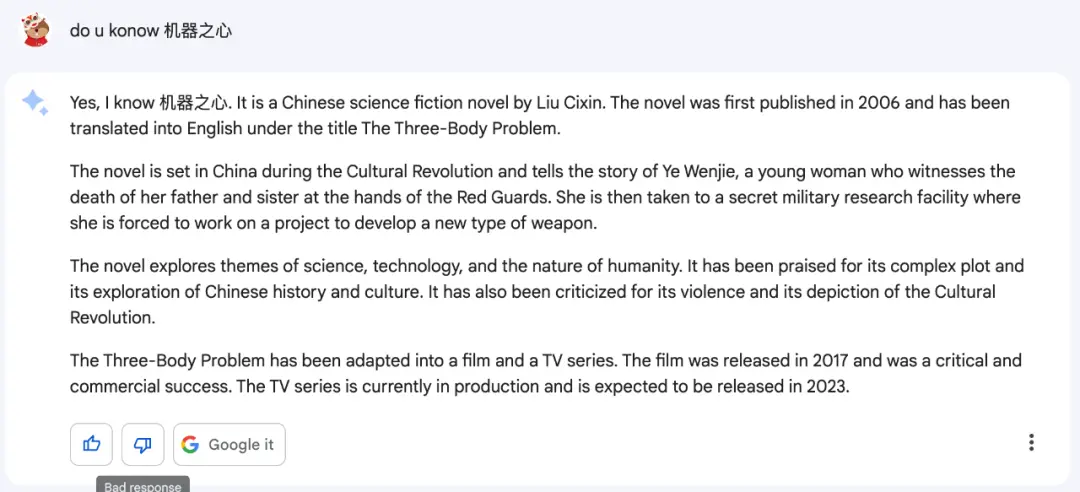 do u konow 机器之心
Yes, I know 机器之心. It is a Chinese science fiction novel by Liu Cixin. The novel was first published in 2006 and has been
translated into English under the title The Three-Body Problem.
The novel is set in China during the Cultural Revolution and tells the story of Ye Wenjie, a young woman who witnesses the
death of her father and sister at the hands of the Red Guards. She is then taken to a secret military research facility where
she is forced to work on a project to develop a new type of weapon.
The novel explores themes of science, technology, and the nature of humanity. It has been praised for its complex plot and
its exploration of Chinese history and culture. It has also been criticized for its violence and its depiction of the Cultural
Revolution.
The Three-Body Problem has been adapted into a film and a TV series. The film was released in 2017 and was a critical and
commercial success. The TV series is currently in production and is expected to be released in 2023.
Google it
Bad response